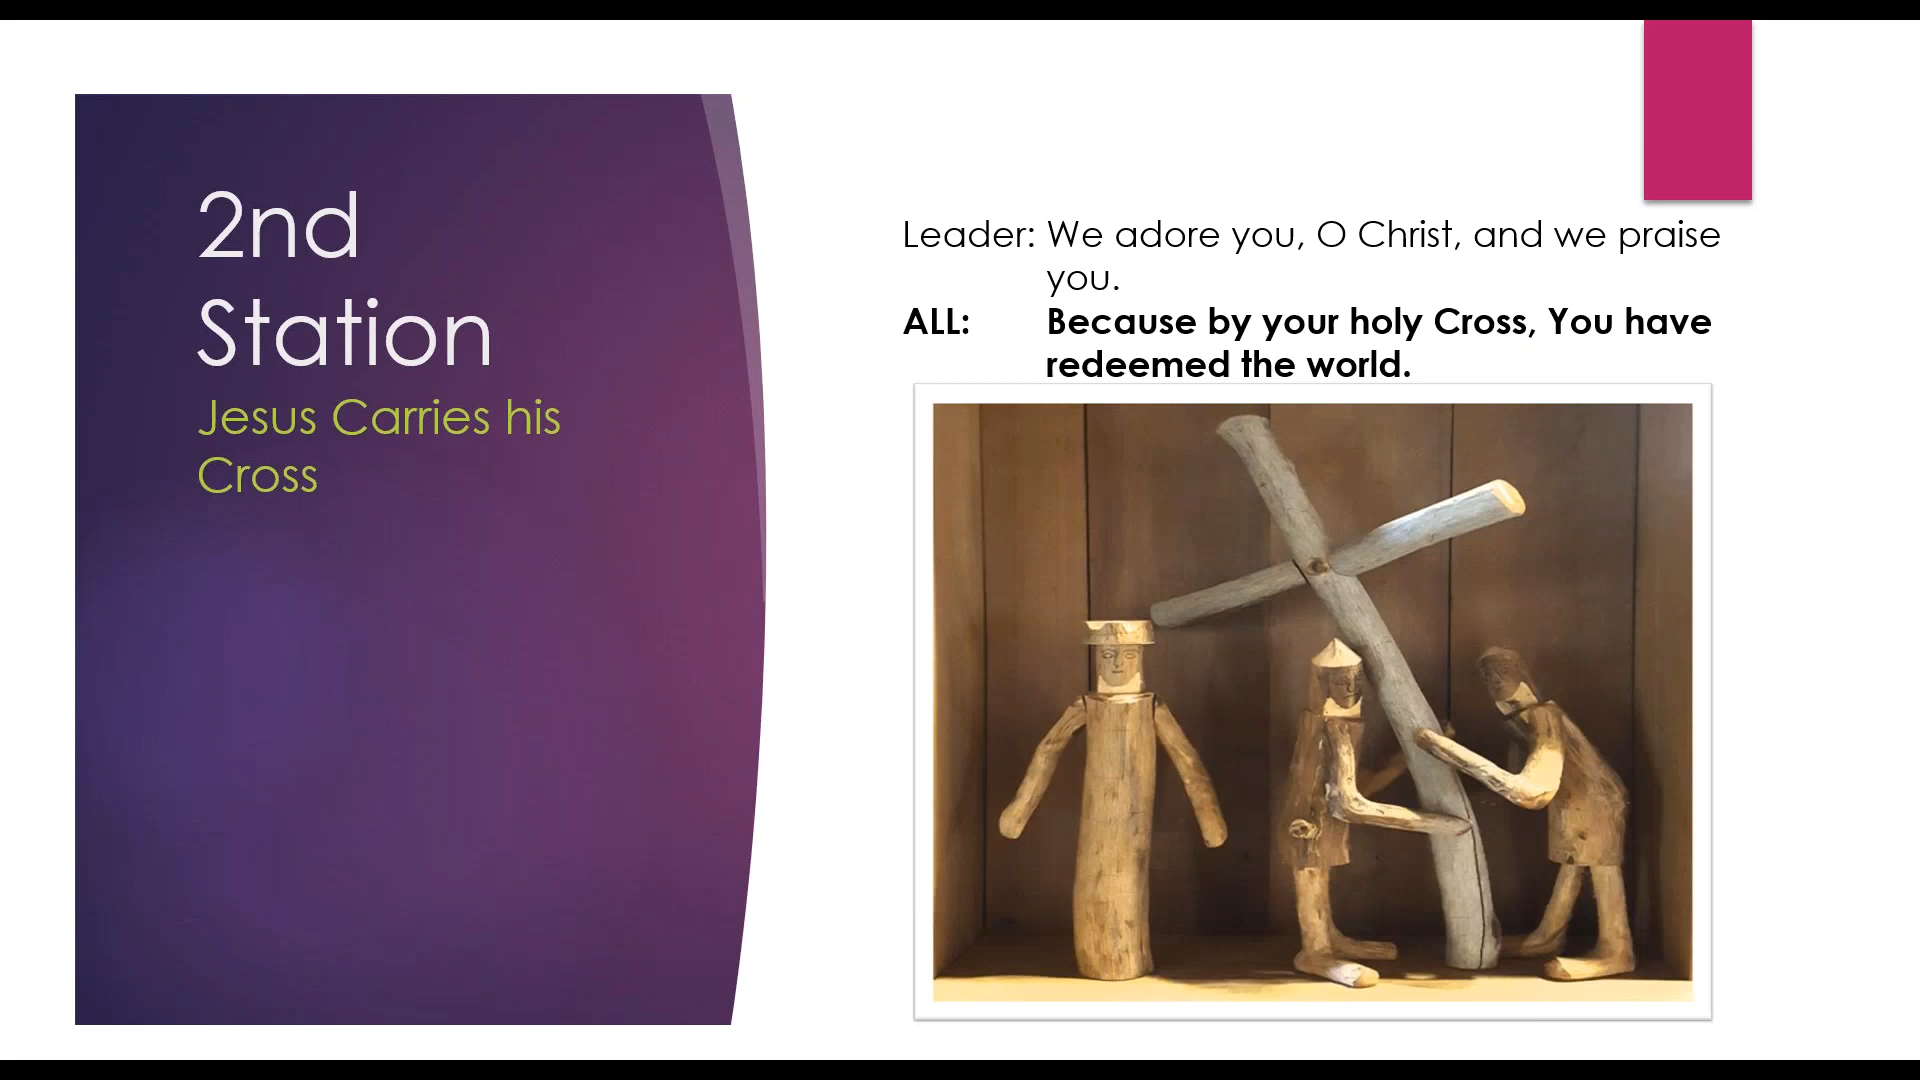 2nd
Station
Jesus Carries his
Cross
Leader: We adore you, O Christ, and we praise
you.
ALL: Because by your holy Cross, You have
redeemed the world.